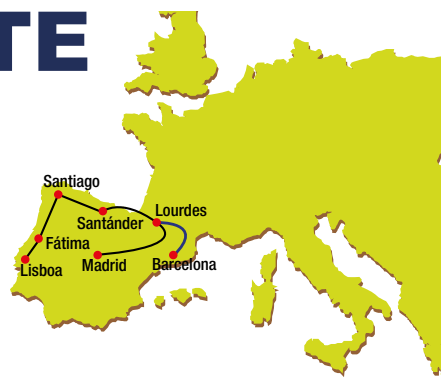 TE
Santiago
Lourdes
Santánder
Fátima
Lisboa
Madrid
Barcelona